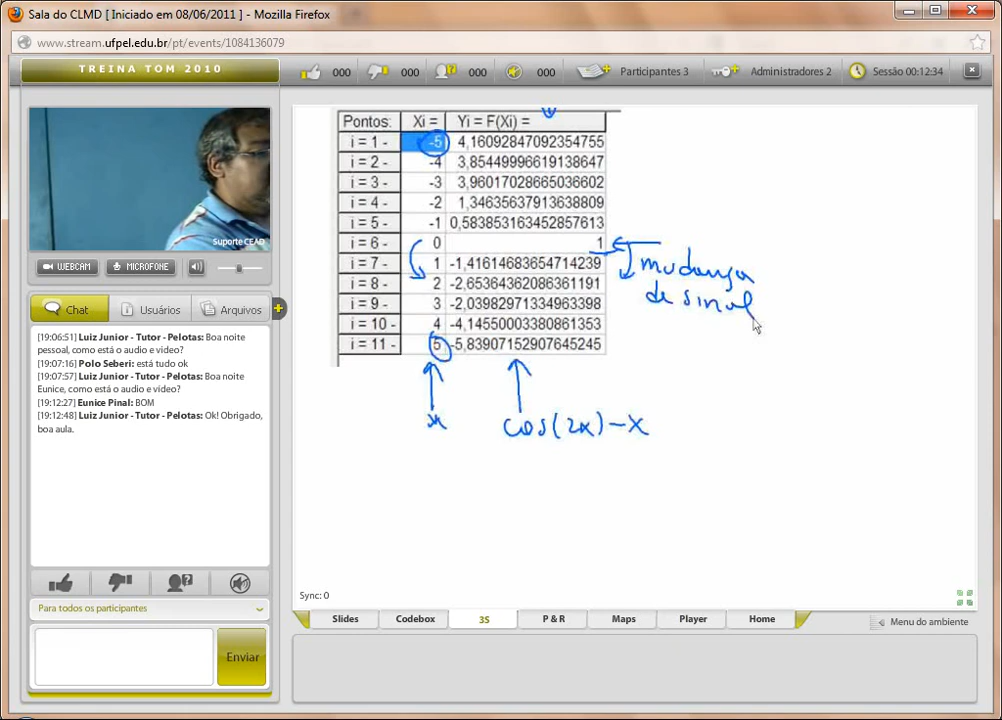 Sala do CLMD [ Iniciado em 08/06/2011 ] - Mozilla Firefox
www.stream.ufpel.edu.br/pt/events/1084136079
TREINA TOM 2010
000
000
000
000
Participantes 3
Administradores 2
Sessão 00:12:34
Suporte CEAD
WEBCAM
MICROFONE
Chat
Usuários
Arquivos
[19:06:51] Luiz Junior - Tutor - Pelotas: Boa noite
pessoal, como está o audio e video?
[19:07:16] Polo Seberi: está tudo ok
[19:07:57] Luiz Junior - Tutor - Pelotas: Boa noite
Eunice, como está o audio e vídeo?
[19:12:27] Eunice Pinal: BOM
[19:12:48] Luiz Junior - Tutor - Pelotas: Ok! Obrigado,
boa aula.
Para todos os participantes
Enviar
Pontos: Xi = Yi = F(Xi) =
i = 1 - -5 4,16092847092354755
i = 2 - -4 3,85449996619138647
i = 3 - -3 3,96017028665036602
i = 4 - -2 1,34635637913638809
i = 5 - -1 0,583853163452857613
i = 6 - 0 1
i = 7 - 1 -1,41614683654714239
i = 8 - 2 -2,65364362086361191
i = 9 - 3 -2,03982971334963398
i = 10 - 4 -4,14550003380861353
i = 11 - 5 -5,83907152907645245
mudança
de sinal
x
cos(2x)-x
Sync: 0
Slides
Codebox
3S
P & R
Maps
Player
Home
Menu do ambiente